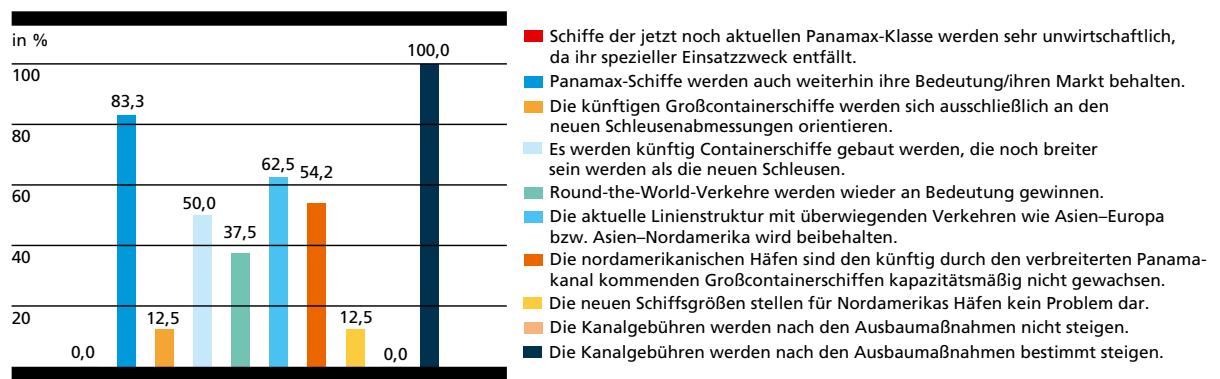 in %
100
80
60
40
20
0,0
83,3
12,5
50,0
37,5
62,5
54,2
12,5
0,0
100,0
Schiffe der jetzt noch aktuellen Panamax-Klasse werden sehr unwirtschaftlich,
da ihr spezieller Einsatzzweck entfällt.
Panamax-Schiffe werden auch weiterhin ihre Bedeutung/ihren Markt behalten.
Die künftigen Großcontainerschiffe werden sich ausschließlich an den
neuen Schleusenabmessungen orientieren.
Es werden künftig Containerschiffe gebaut werden, die noch breiter
sein werden als die neuen Schleusen.
Round-the-World-Verkehre werden wieder an Bedeutung gewinnen.
Die aktuelle Linienstruktur mit überwiegenden Verkehren wie Asien–Europa
bzw. Asien–Nordamerika wird beibehalten.
Die nordamerikanischen Häfen sind den künftig durch den verbreiterten Panama-
kanal kommenden Großcontainerschiffen kapazitätsmäßig nicht gewachsen.
Die neuen Schiffsgrößen stellen für Nordamerikas Häfen kein Problem dar.
Die Kanalgebühren werden nach den Ausbaumaßnahmen nicht steigen.
Die Kanalgebühren werden nach den Ausbaumaßnahmen bestimmt steigen.